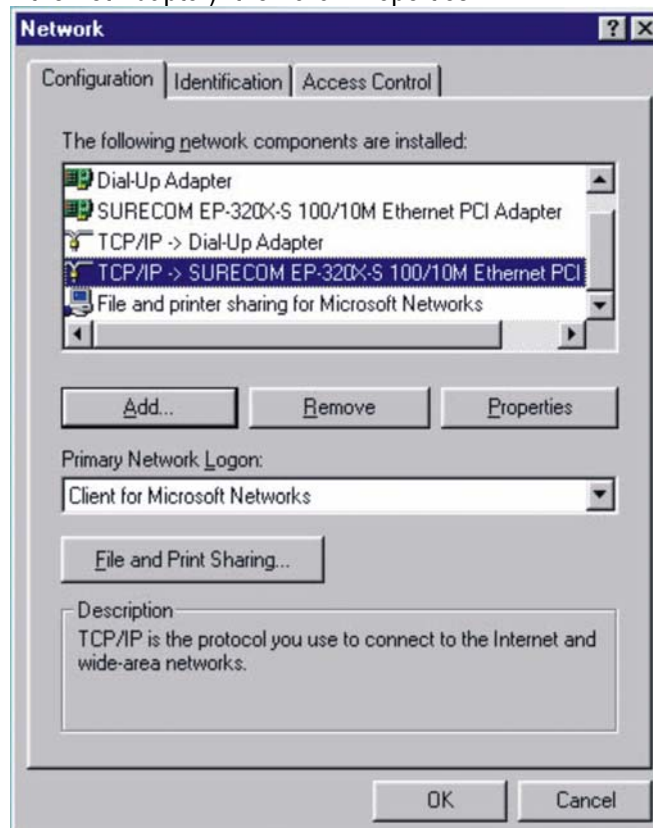 Network
Configuration Identification Access Control
The following network components are installed:
Dial-Up Adapter
SURECOM EP-320X-S 100/10M Ethernet PCI Adapter
TCP/IP -> Dial-Up Adapter
TCP/IP -> SURECOM EP-320X-S 100/10M Ethernet PCI
File and printer sharing for Microsoft Networks
Add... Remove Properties
Primary Network Logon:
Client for Microsoft Networks
File and Print Sharing...
Description
TCP/IP is the protocol you use to connect to the Internet and
wide-area networks.
OK Cancel